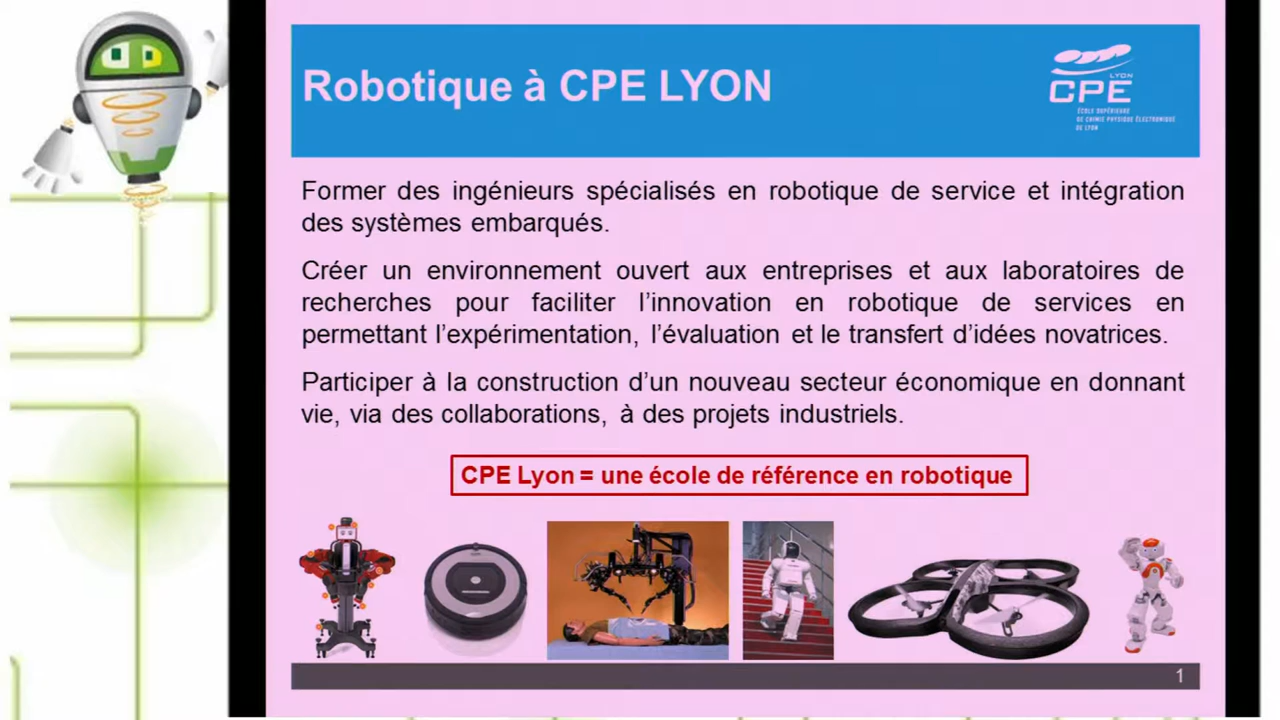 Robotique à CPE LYON
LYON
CPE
ÉCOLE SUPÉRIEURE
DE CHIMIE PHYSIQUE ÉLECTRONIQUE
DE LYON
Former des ingénieurs spécialisés en robotique de service et intégration
des systèmes embarqués.
Créer un environnement ouvert aux entreprises et aux laboratoires de
recherches pour faciliter l’innovation en robotique de services en
permettant l’expérimentation, l’évaluation et le transfert d’idées novatrices.
Participer à la construction d’un nouveau secteur économique en donnant
vie, via des collaborations, à des projets industriels.
CPE Lyon = une école de référence en robotique
1